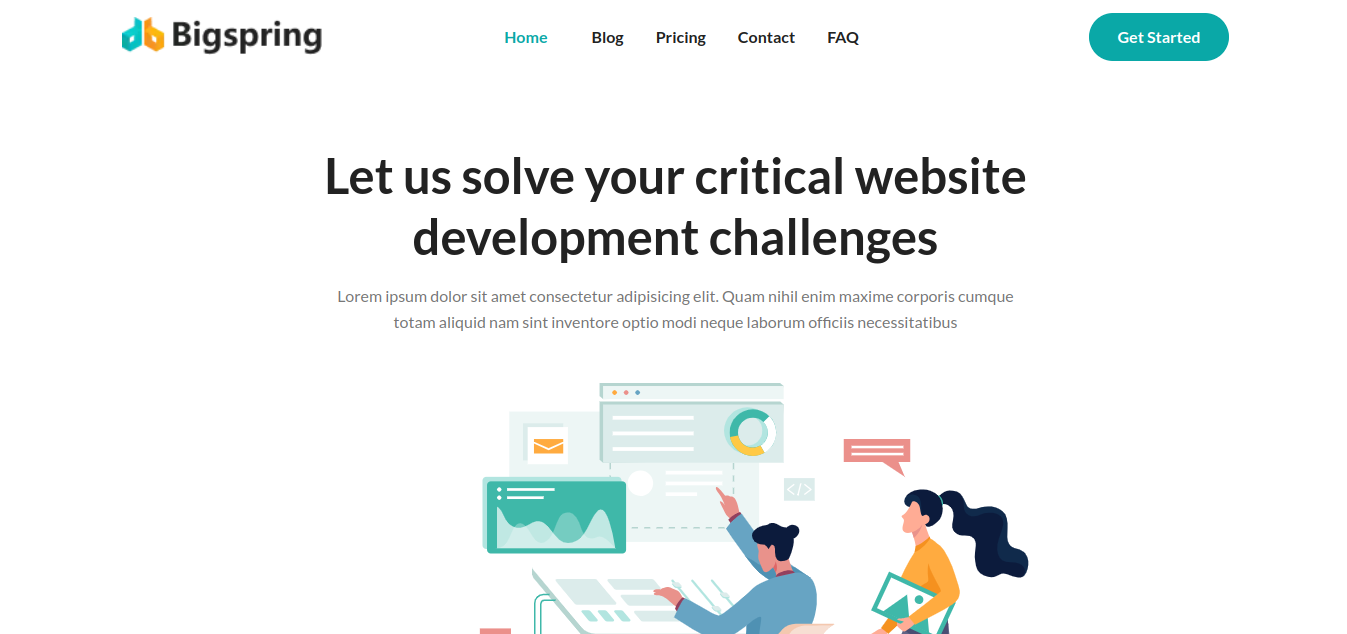 Bigspring
Home Blog Pricing Contact FAQ
Get Started
Let us solve your critical website
development challenges
Lorem ipsum dolor sit amet consectetur adipisicing elit. Quam nihil enim maxime corporis cumque
totam aliquid nam sint inventore optio modi neque laborum officiis necessitatibus
</>